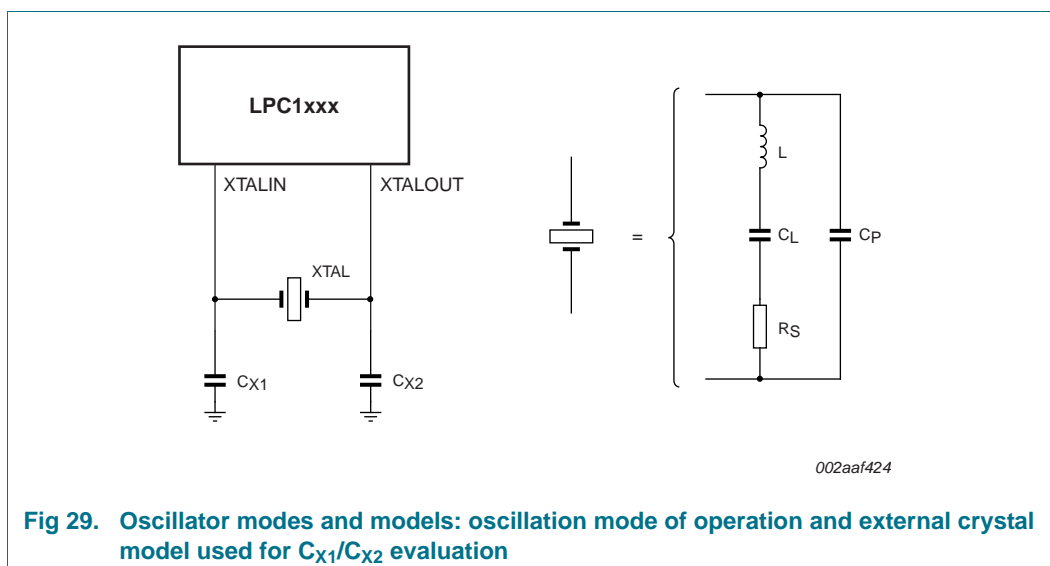 LPC1xxx
XTALIN
XTALOUT
XTAL
CX1
CX2
=
L
CL
CP
RS
002aaf424
Fig 29. Oscillator modes and models: oscillation mode of operation and external crystal
model used for CX1/CX2 evaluation